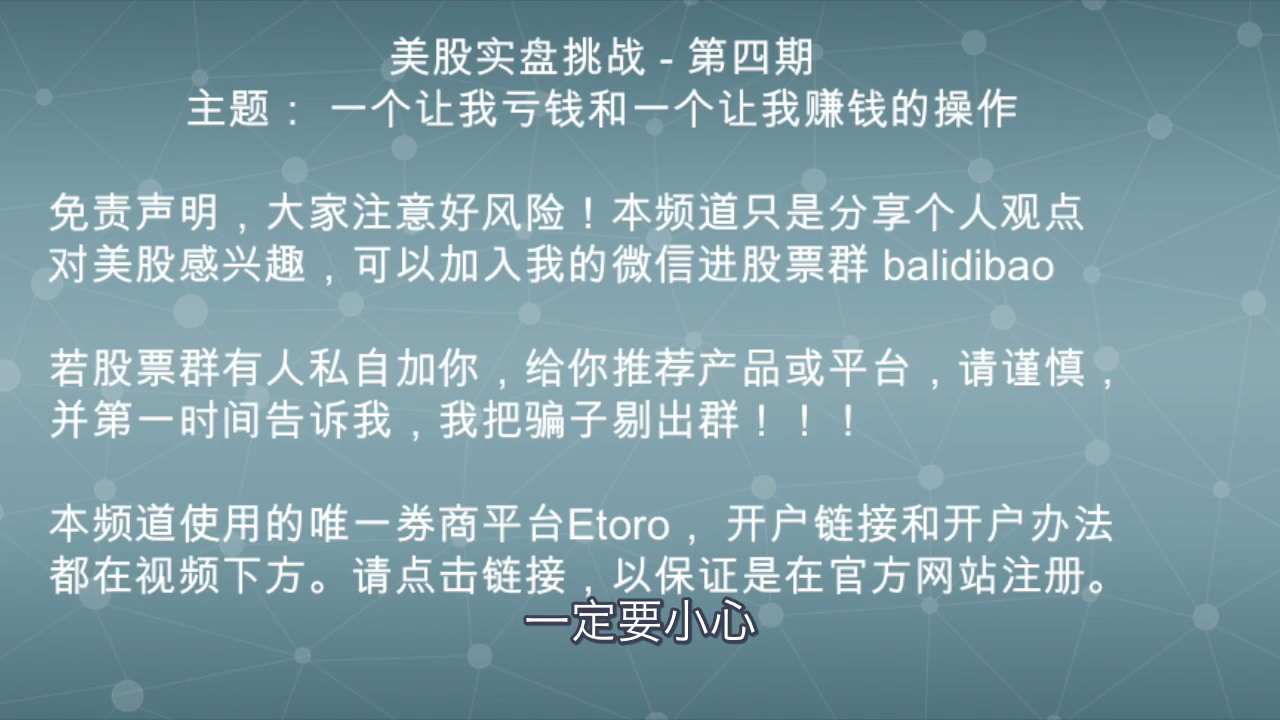 美股实盘挑战 - 第四期
主题： 一个让我亏钱和一个让我赚钱的操作
免责声明，大家注意好风险！本频道只是分享个人观点
对美股感兴趣，可以加入我的微信进股票群 balidibao
若股票群有人私自加你，给你推荐产品或平台，请谨慎，
并第一时间告诉我，我把骗子剔出群！！！
本频道使用的唯一券商平台Etoro， 开户链接和开户办法
都在视频下方。请点击链接，以保证是在官方网站注册。
一定要小心